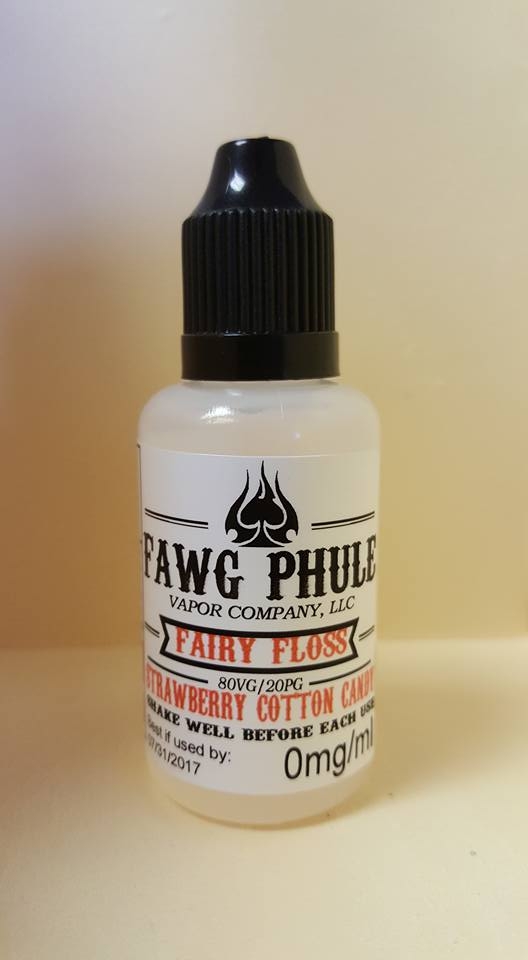 FAWG PHULE
VAPOR COMPANY, LLC
FAIRY FLOSS
80VG/20PG
STRAWBERRY COTTON CANDY
SHAKE WELL BEFORE EACH USE
Best if used by:
07/31/2017
0mg/ml